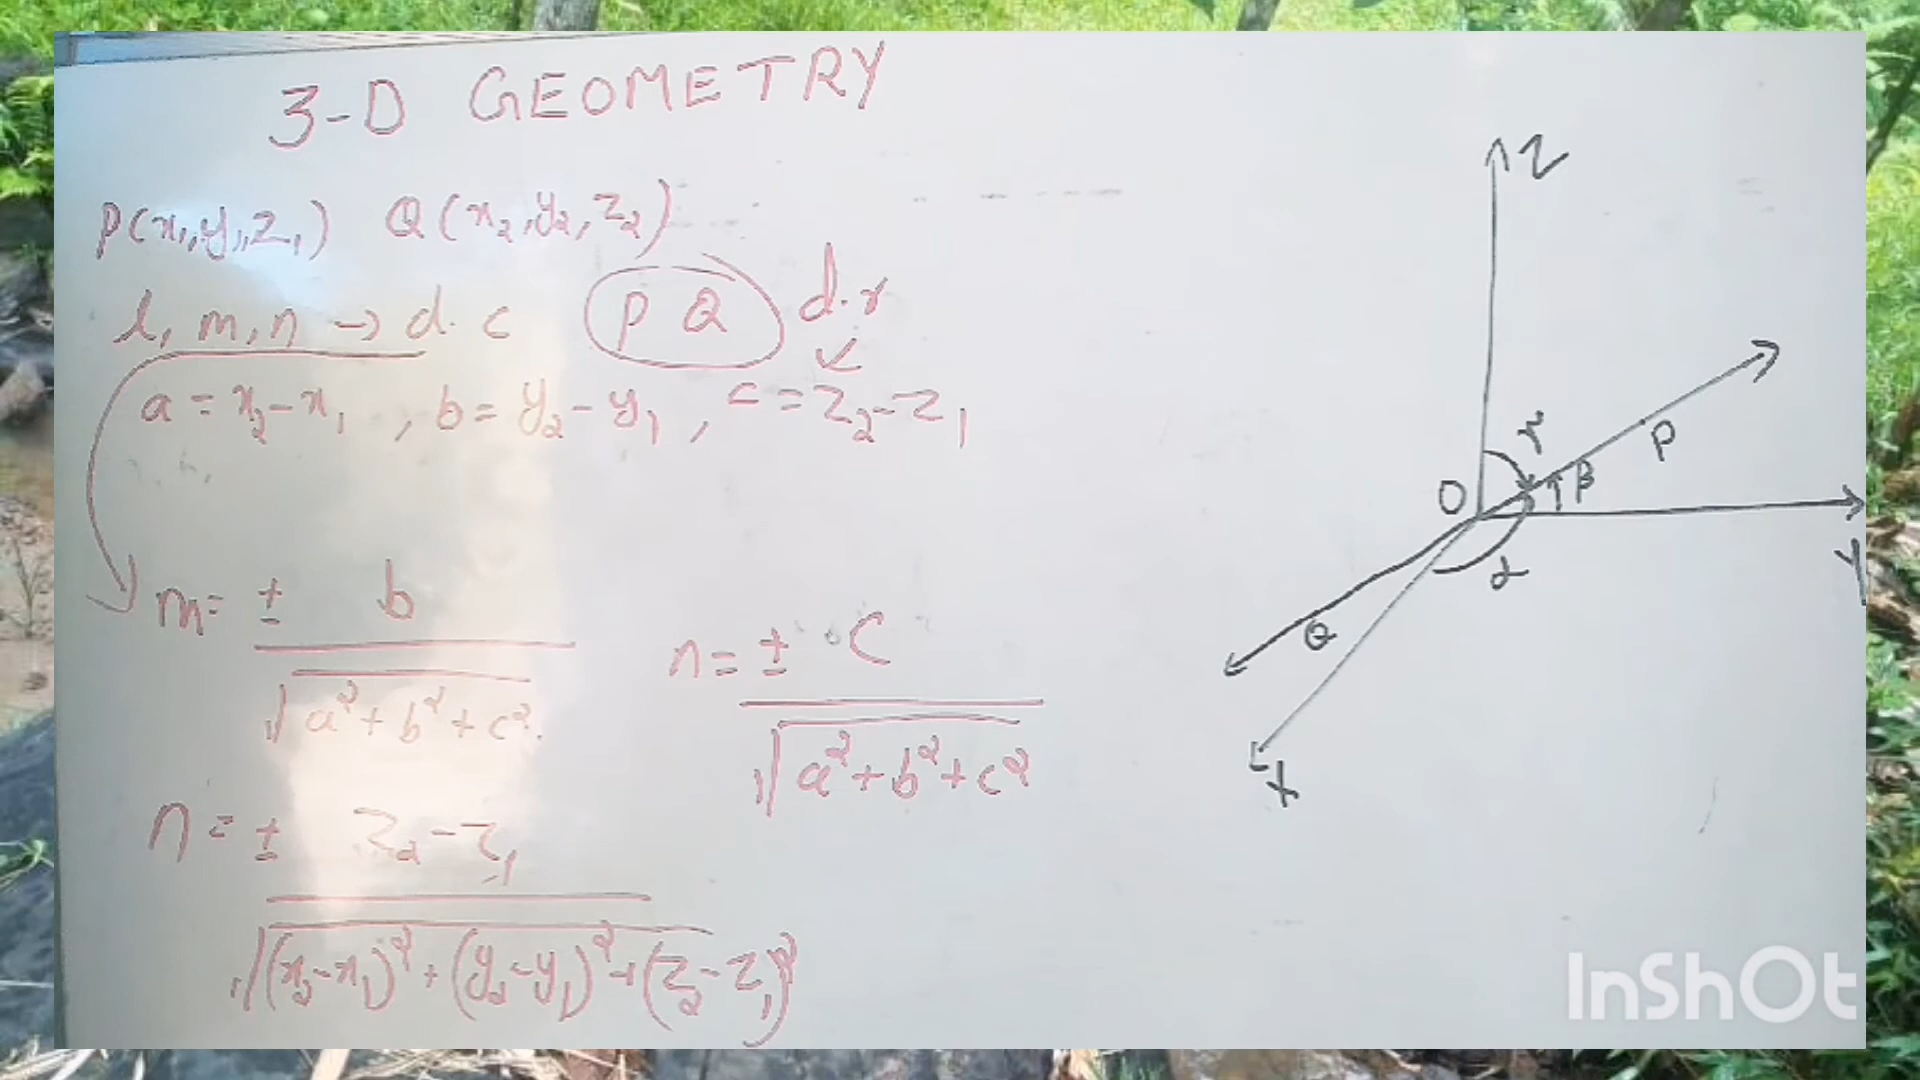 3-D GEOMETRY
P(x₁,y₁,z₁) Q(x₂,y₂,z₂)
l, m, n → d.c PQ d.r
a = x₂-x₁ , b = y₂-y₁ , c = z₂-z₁
m = ± b / √(a²+b²+c²)
n = ± c / √(a²+b²+c²)
n = ± z₂-z₁ / √((x₂-x₁)²+(y₂-y₁)²+(z₂-z₁)²)
Z
γ
P
β
O
Y
α
Q
X
InShOt